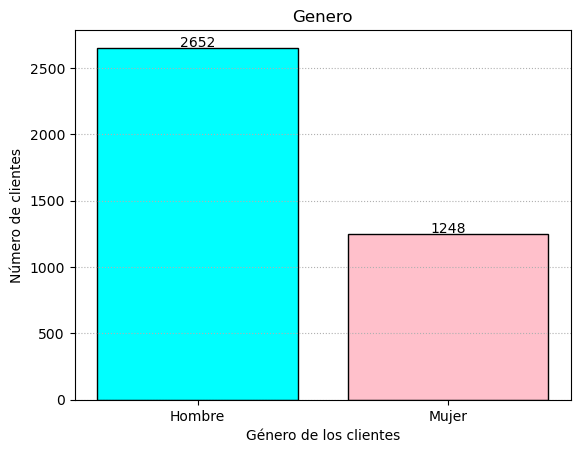 Genero
2652
1248
2500
2000
1500
1000
500
0
Número de clientes
Hombre
Mujer
Género de los clientes